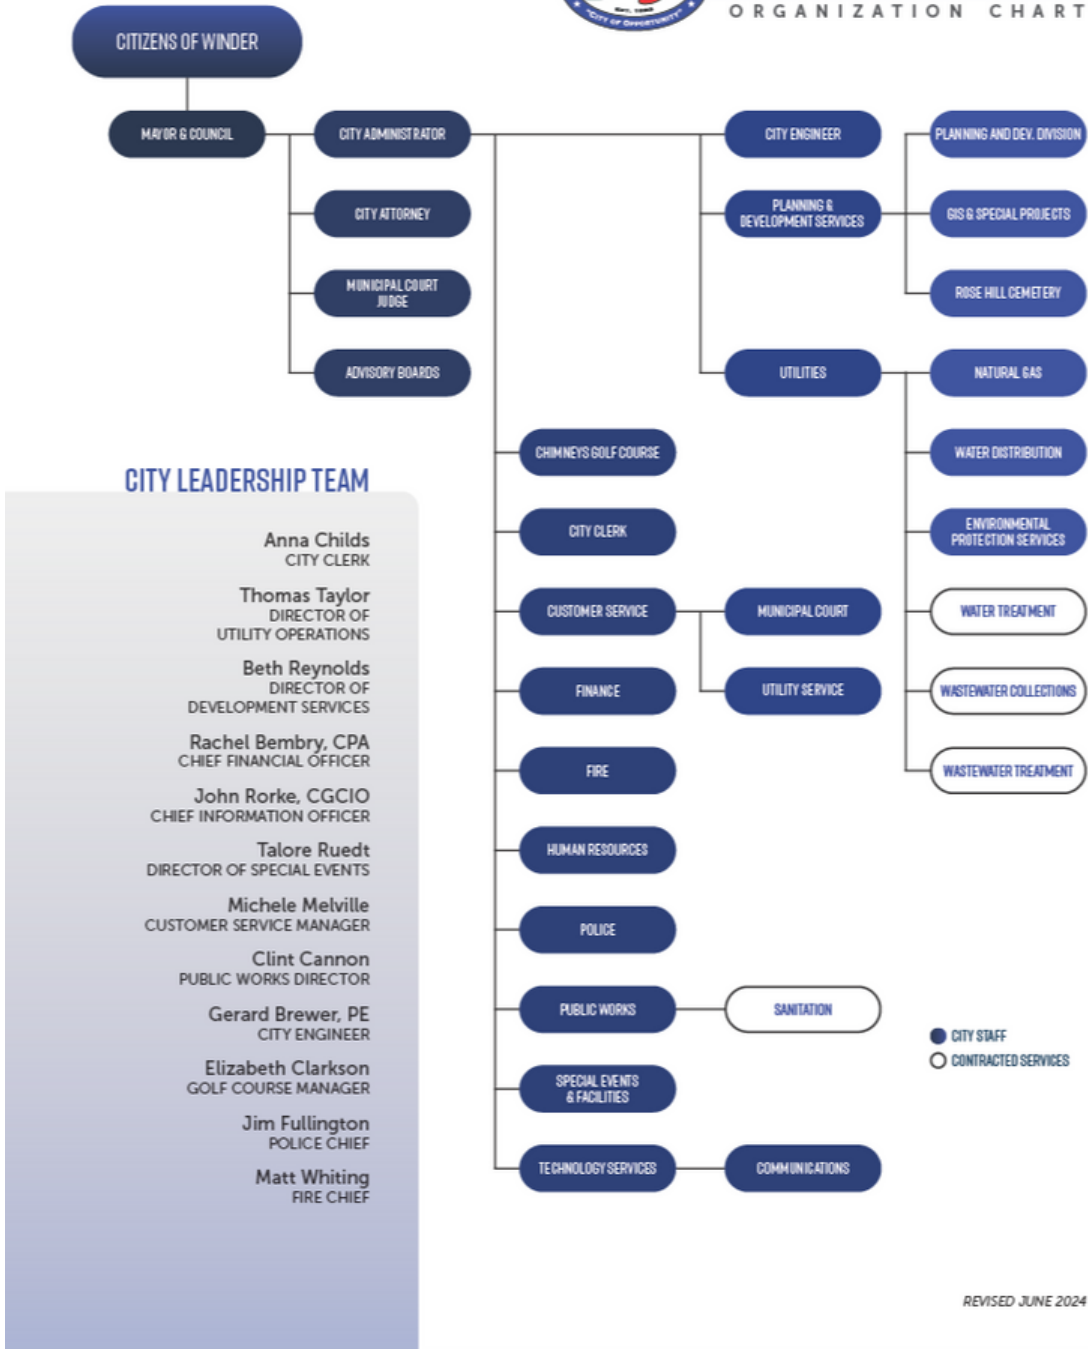 EST. 1893
"CITY OF OPPORTUNITY"
ORGANIZATION CHART
CITIZENS OF WINDER
MAYOR & COUNCIL
CITY ADMINISTRATOR
CITY ATTORNEY
MUNICIPAL COURT
JUDGE
ADVISORY BOARDS
CITY ENGINEER
PLANNING &
DEVELOPMENT SERVICES
UTILITIES
PLANNING AND DEV. DIVISION
GIS & SPECIAL PROJECTS
ROSE HILL CEMETERY
NATURAL GAS
WATER DISTRIBUTION
ENVIRONMENTAL
PROTECTION SERVICES
WATER TREATMENT
WASTEWATER COLLECTIONS
WASTEWATER TREATMENT
CHIMNEYS GOLF COURSE
CITY CLERK
CUSTOMER SERVICE
MUNICIPAL COURT
UTILITY SERVICE
FINANCE
FIRE
HUMAN RESOURCES
POLICE
PUBLIC WORKS
SANITATION
SPECIAL EVENTS
& FACILITIES
TECHNOLOGY SERVICES
COMMUNICATIONS
CITY LEADERSHIP TEAM
Anna Childs
CITY CLERK
Thomas Taylor
DIRECTOR OF
UTILITY OPERATIONS
Beth Reynolds
DIRECTOR OF
DEVELOPMENT SERVICES
Rachel Bembry, CPA
CHIEF FINANCIAL OFFICER
John Rorke, CGCIO
CHIEF INFORMATION OFFICER
Talore Ruedt
DIRECTOR OF SPECIAL EVENTS
Michele Melville
CUSTOMER SERVICE MANAGER
Clint Cannon
PUBLIC WORKS DIRECTOR
Gerard Brewer, PE
CITY ENGINEER
Elizabeth Clarkson
GOLF COURSE MANAGER
Jim Fullington
POLICE CHIEF
Matt Whiting
FIRE CHIEF
CITY STAFF
CONTRACTED SERVICES
REVISED JUNE 2024